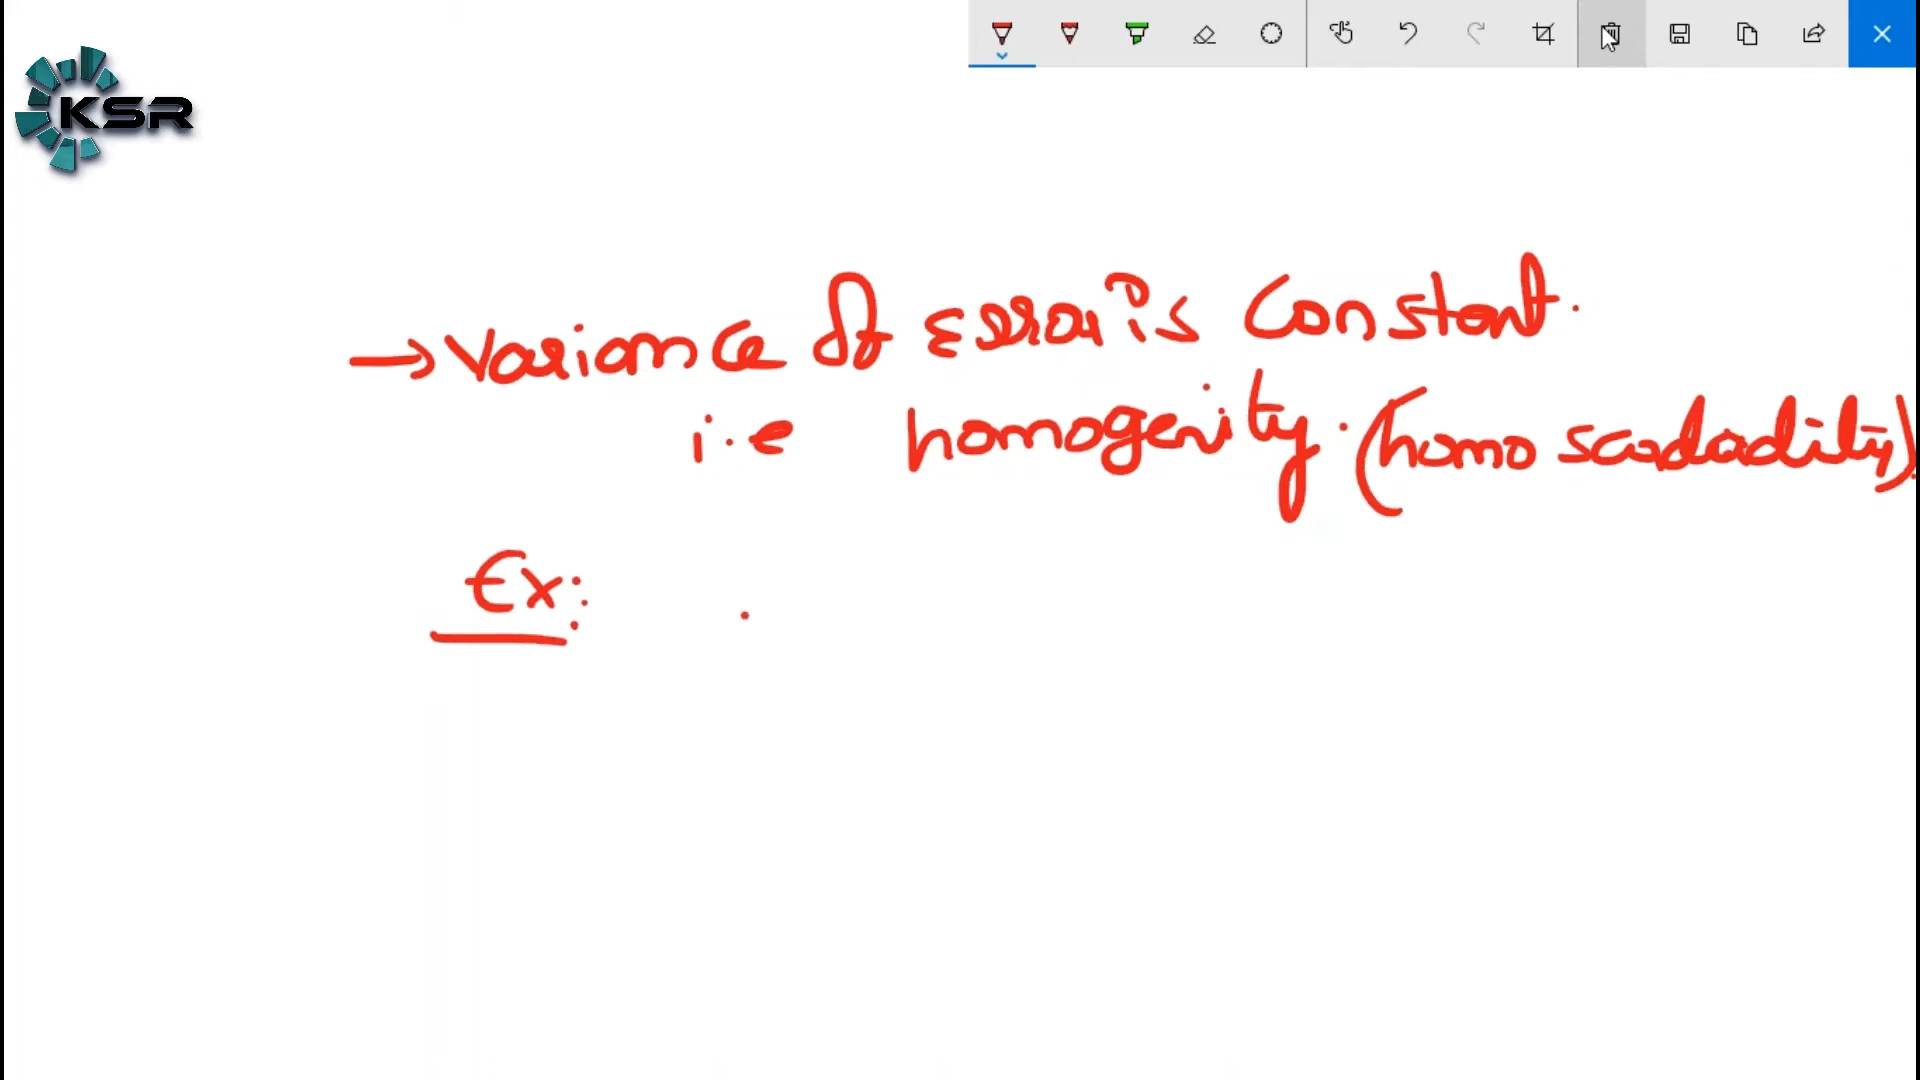 KSR
→ Variance of Error is Constant.
i.e homogenity. (homo scadadility)
Ex: